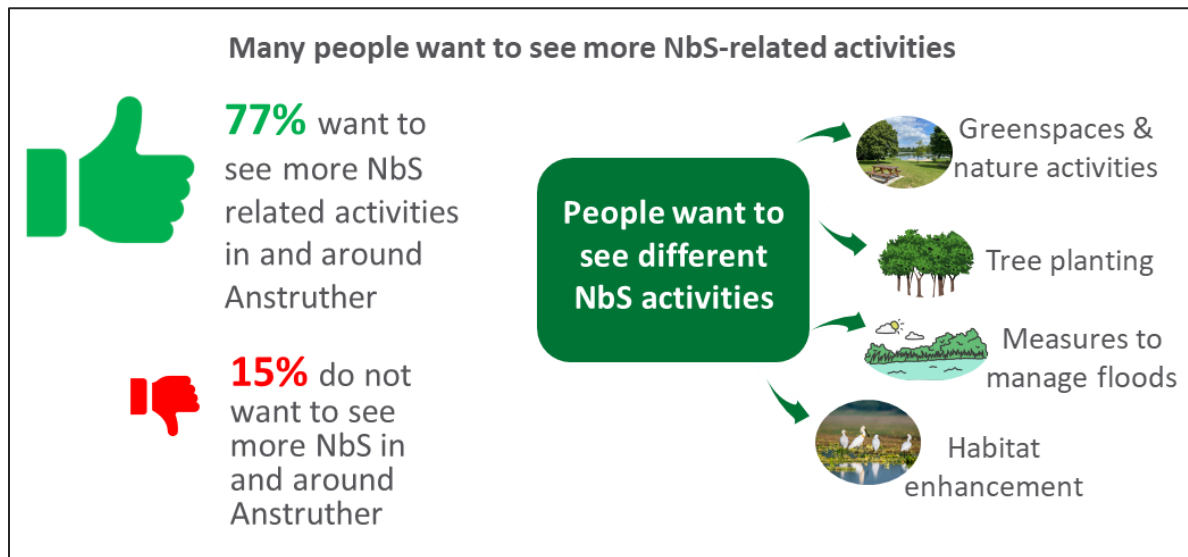 Many people want to see more NbS-related activities
77% want to
see more NbS
related activities
in and around
Anstruther
15% do not
want to see
more NbS in
and around
Anstruther
People want to
see different
NbS activities
Greenspaces &
nature activities
Tree planting
Measures to
manage floods
Habitat
enhancement